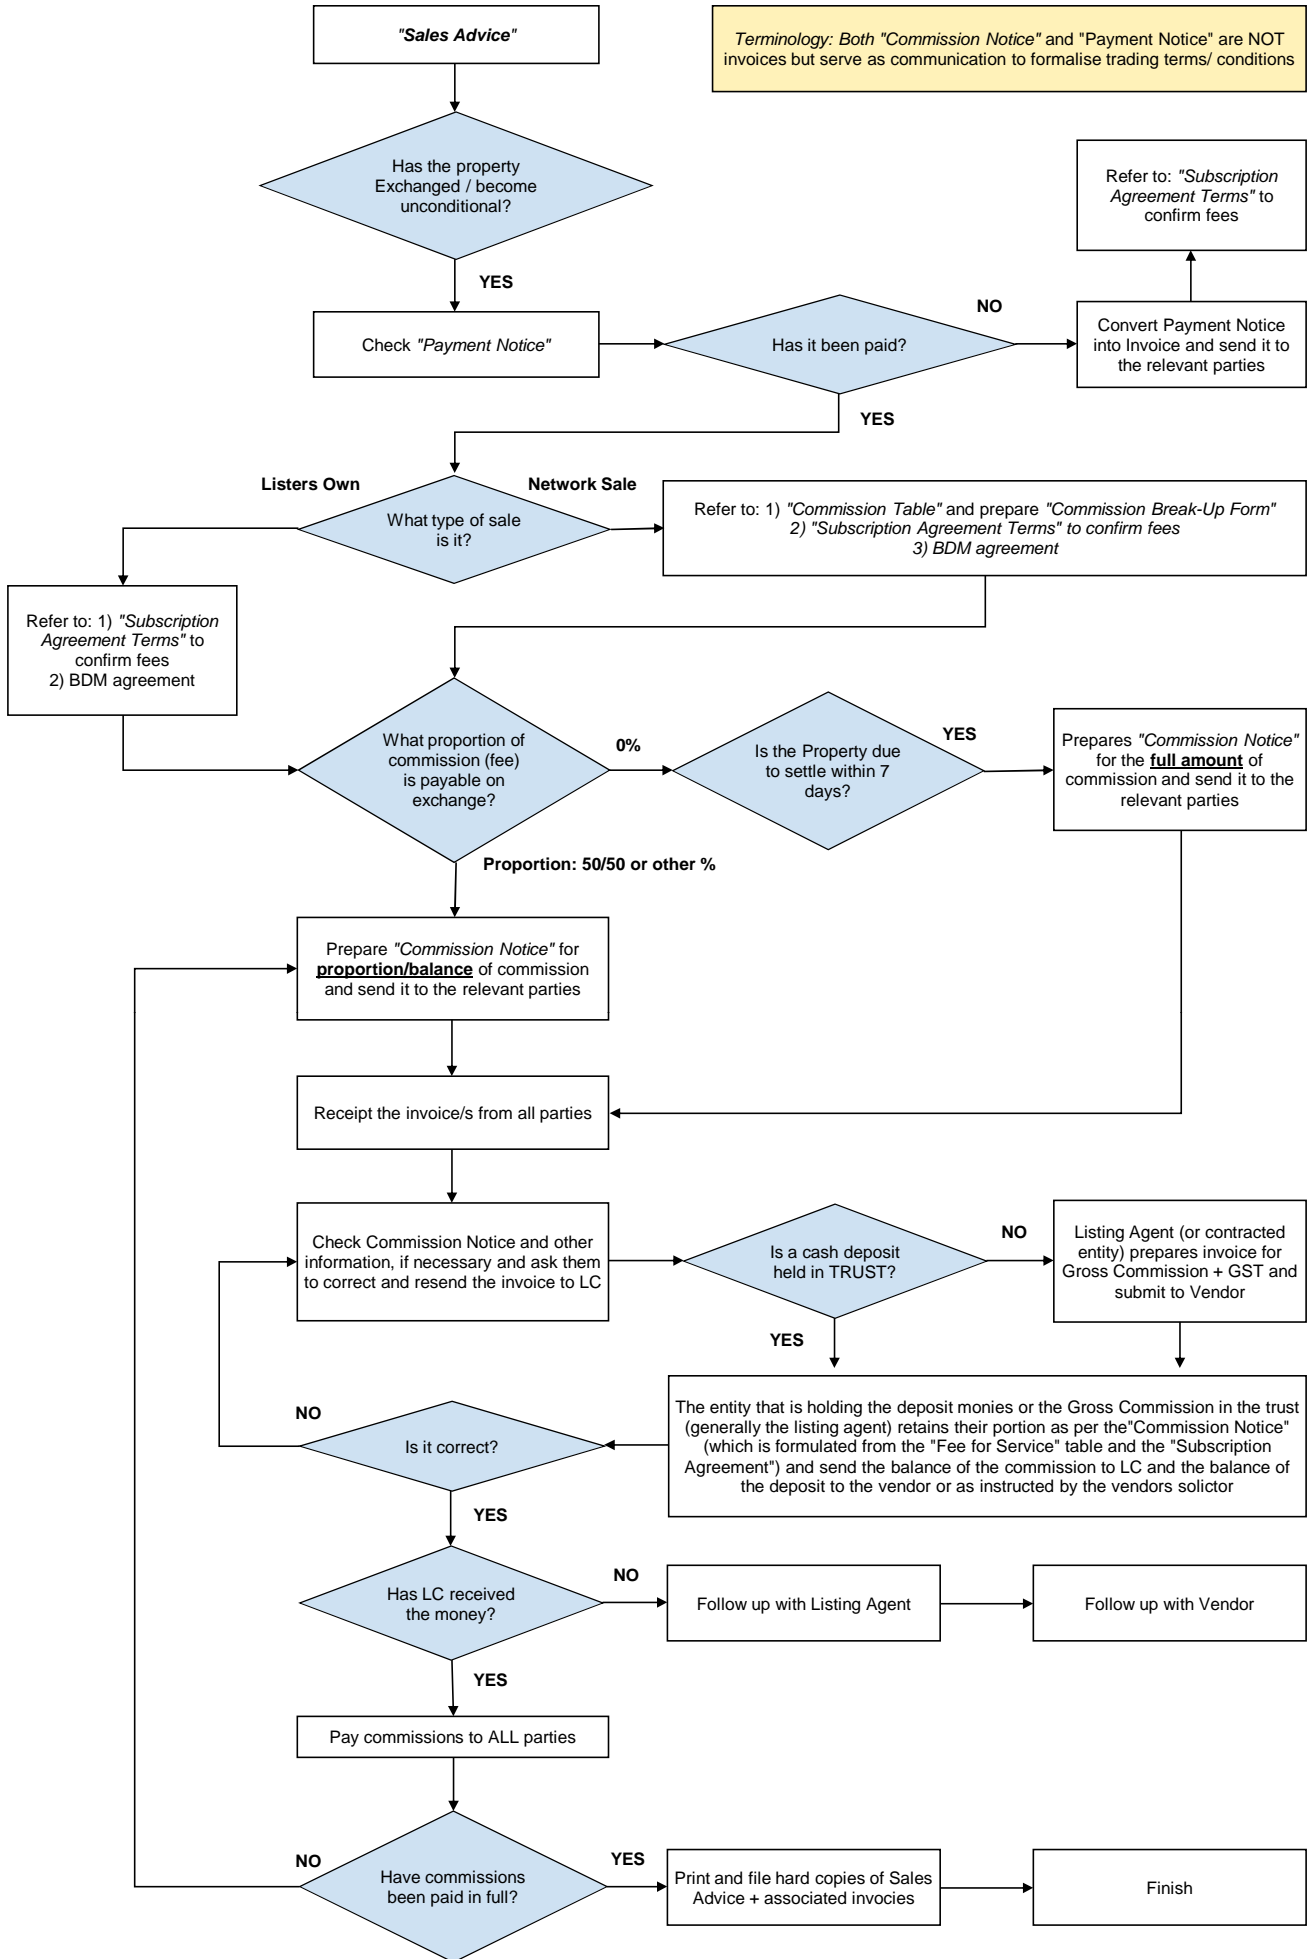 "Sales Advice"
Terminology: Both "Commission Notice" and "Payment Notice" are NOT
invoices but serve as communication to formalise trading terms/ conditions
Has the property
Exchanged / become
unconditional?
Refer to: "Subscription
Agreement Terms" to
confirm fees
YES
Check "Payment Notice"
Has it been paid?
NO
Convert Payment Notice
into Invoice and send it to
the relevant parties
YES
Listers Own
Network Sale
What type of sale
is it?
Refer to: 1) "Commission Table" and prepare "Commission Break-Up Form"
2) "Subscription Agreement Terms" to confirm fees
3) BDM agreement
Refer to: 1) "Subscription
Agreement Terms" to
confirm fees
2) BDM agreement
What proportion of
commission (fee)
is payable on
exchange?
0%
Is the Property due
to settle within 7
days?
YES
Prepares "Commission Notice"
for the full amount of
commission and send it to the
relevant parties
Proportion: 50/50 or other %
Prepare "Commission Notice" for
proportion/balance of commission
and send it to the relevant parties
Receipt the invoice/s from all parties
Check Commission Notice and other
information, if necessary and ask them
to correct and resend the invoice to LC
Is a cash deposit
held in TRUST?
NO
Listing Agent (or contracted
entity) prepares invoice for
Gross Commission + GST and
submit to Vendor
YES
The entity that is holding the deposit monies or the Gross Commission in the trust
(generally the listing agent) retains their portion as per the"Commission Notice"
(which is formulated from the "Fee for Service" table and the "Subscription
Agreement") and send the balance of the commission to LC and the balance of
the deposit to the vendor or as instructed by the vendors solictor
NO
Is it correct?
YES
Has LC received
the money?
NO
Follow up with Listing Agent
Follow up with Vendor
YES
Pay commissions to ALL parties
NO
Have commissions
been paid in full?
YES
Print and file hard copies of Sales
Advice + associated invocies
Finish